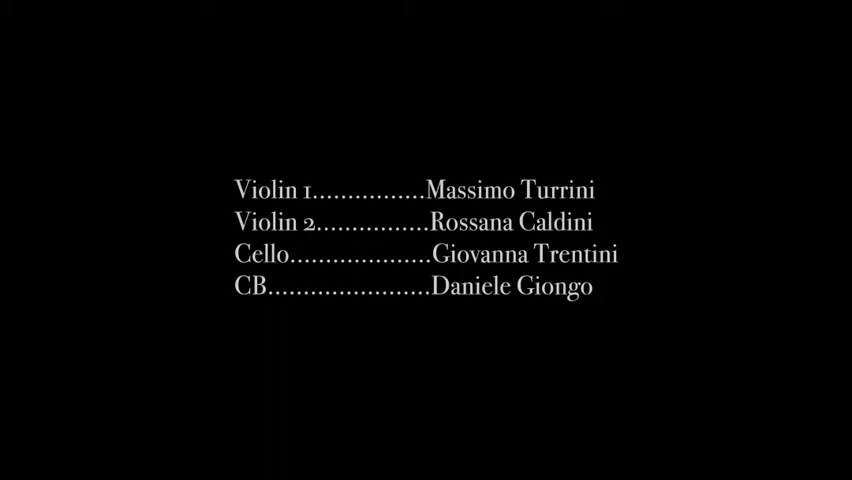 Violin 1................Massimo Turrini
Violin 2................Rossana Caldini
Cello....................Giovanna Trentini
CB.......................Daniele Giongo